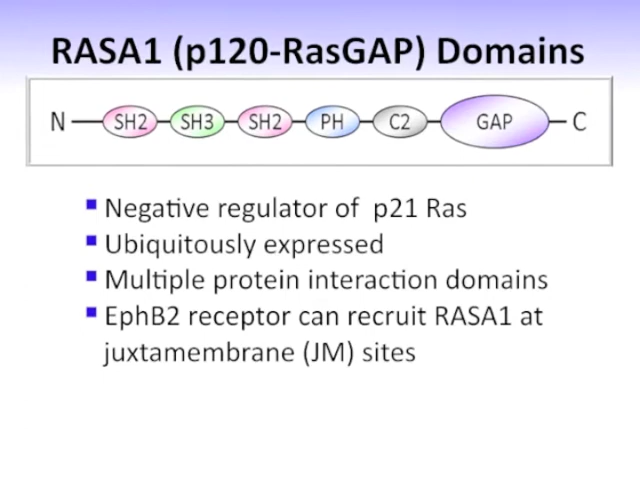 RASA1 (p120-RasGAP) Domains
N SH2 SH3 SH2 PH C2 GAP C
Negative regulator of p21 Ras
Ubiquitously expressed
Multiple protein interaction domains
EphB2 receptor can recruit RASA1 at
juxtamembrane (JM) sites